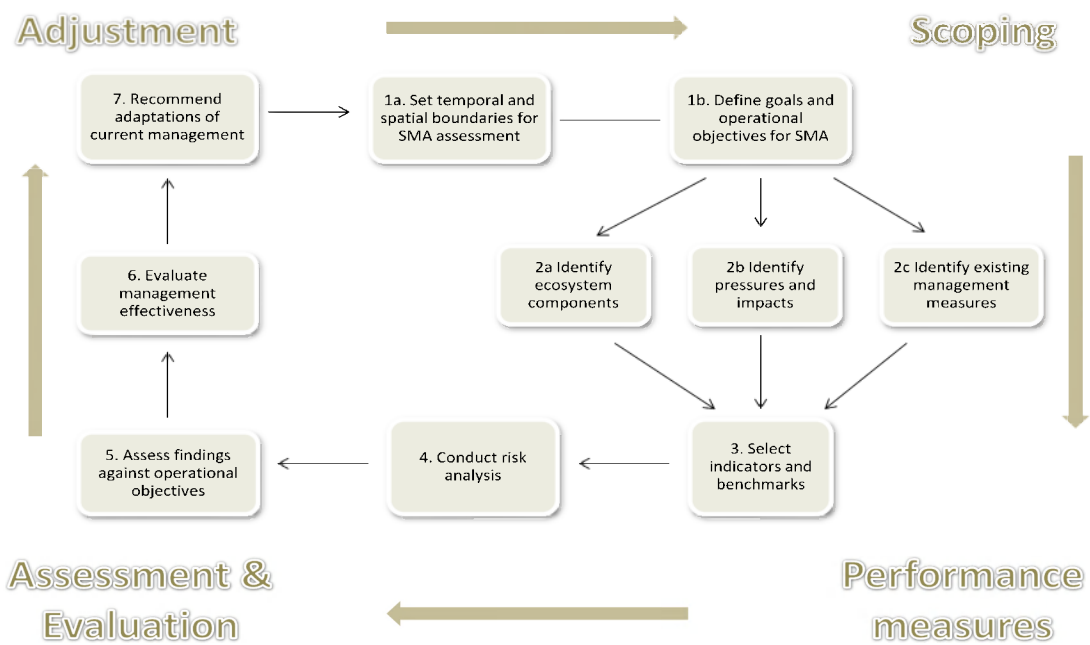 Adjustment
Scoping
7. Recommend
adaptations of
current management
1a. Set temporal and
spatial boundaries for
SMA assessment
1b. Define goals and
operational
objectives for SMA
6. Evaluate
management
effectiveness
2a Identify
ecosystem
components
2b Identify
pressures and
impacts
2c Identify existing
management
measures
5. Assess findings
against operational
objectives
4. Conduct risk
analysis
3. Select
indicators and
benchmarks
Assessment &
Evaluation
Performance
measures